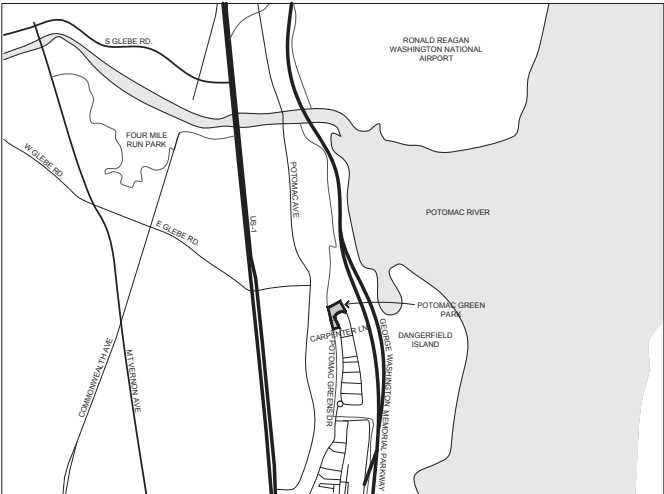 S GLEBE RD.
RONALD REAGAN
WASHINGTON NATIONAL
AIRPORT
FOUR MILE
RUN PARK
W GLEBE RD
POTOMAC AVE
E GLEBE RD.
US-1
POTOMAC RIVER
POTOMAC GREEN
PARK
CARPENTER LN
DANGERFIELD
ISLAND
COMMONWEALTH AVE
MT VERNON AVE
POTOMAC GREENS DR
GEORGE WASHINGTON MEMORIAL PARKWAY